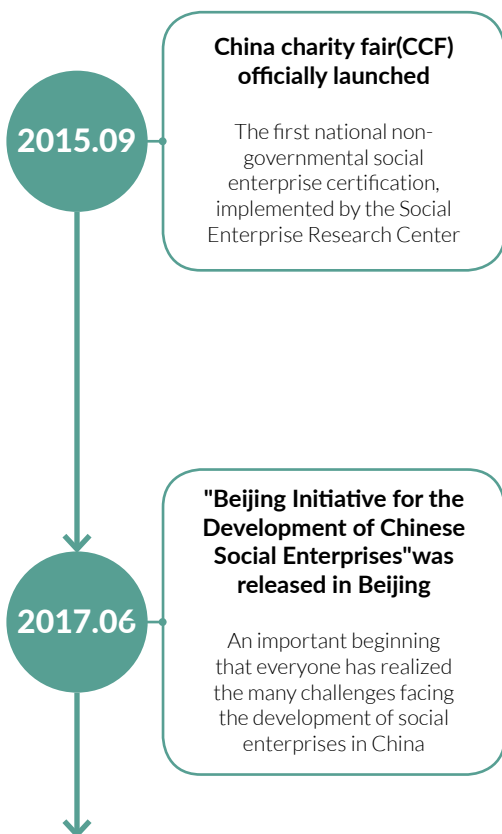 2015.09
China charity fair(CCF)
officially launched
The first national non-
governmental social
enterprise certification,
implemented by the Social
Enterprise Research Center
2017.06
"Beijing Initiative for the
Development of Chinese
Social Enterprises"was
released in Beijing
An important beginning
that everyone has realized
the many challenges facing
the development of social
enterprises in China